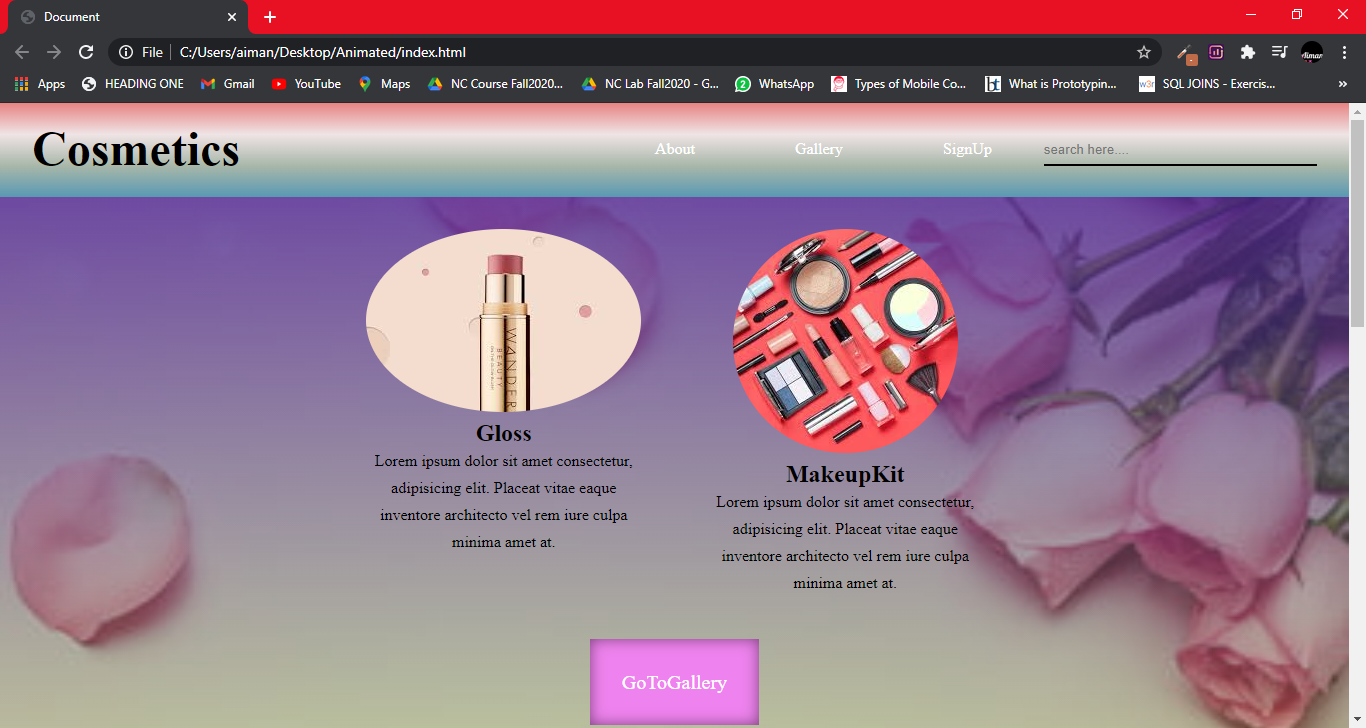 Document
File C:/Users/aiman/Desktop/Animated/index.html
Apps HEADING ONE Gmail YouTube Maps NC Course Fall2020... NC Lab Fall2020 - G... WhatsApp Types of Mobile Co... What is Prototypin... SQL JOINS - Exercis... »
Cosmetics
About Gallery SignUp search here....
WANDER
BEAUTY
Gloss
Lorem ipsum dolor sit amet consectetur,
adipisicing elit. Placeat vitae eaque
inventore architecto vel rem iure culpa
minima amet at.
MakeupKit
Lorem ipsum dolor sit amet consectetur,
adipisicing elit. Placeat vitae eaque
inventore architecto vel rem iure culpa
minima amet at.
GoToGallery